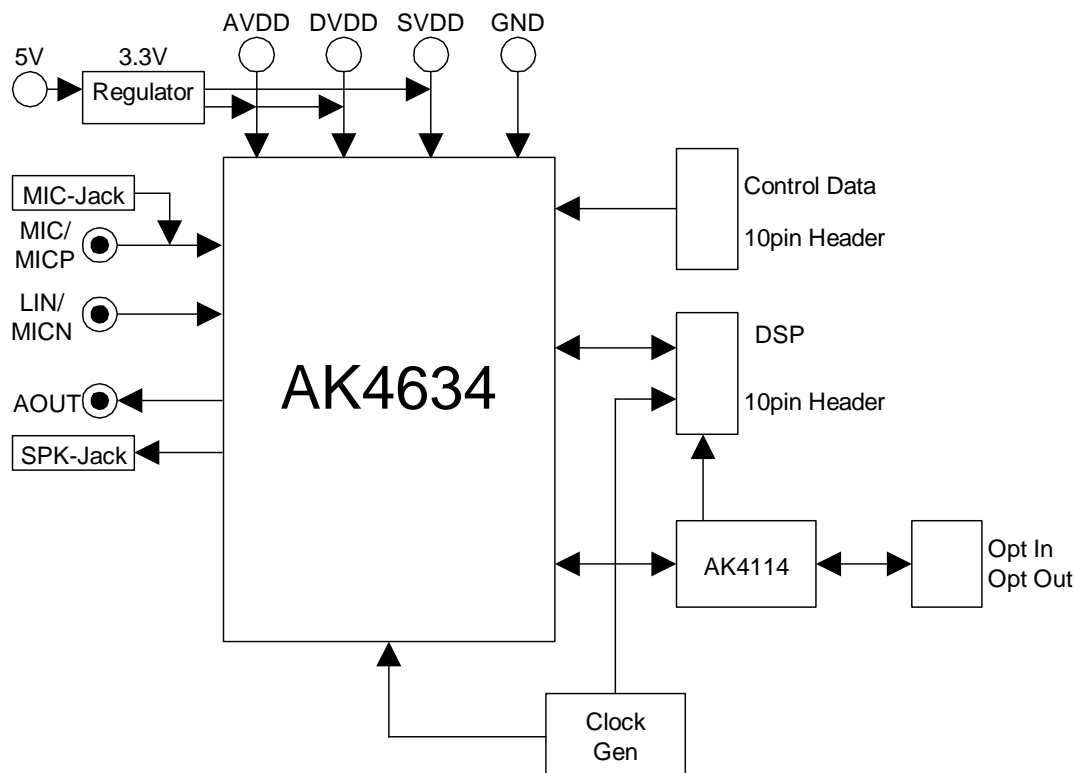 AVDD DVDD SVDD GND
5V 3.3V
Regulator
MIC-Jack
MIC/
MICP
LIN/
MICN
AOUT
SPK-Jack
AK4634
Control Data
10pin Header
DSP
10pin Header
AK4114
Opt In
Opt Out
Clock
Gen